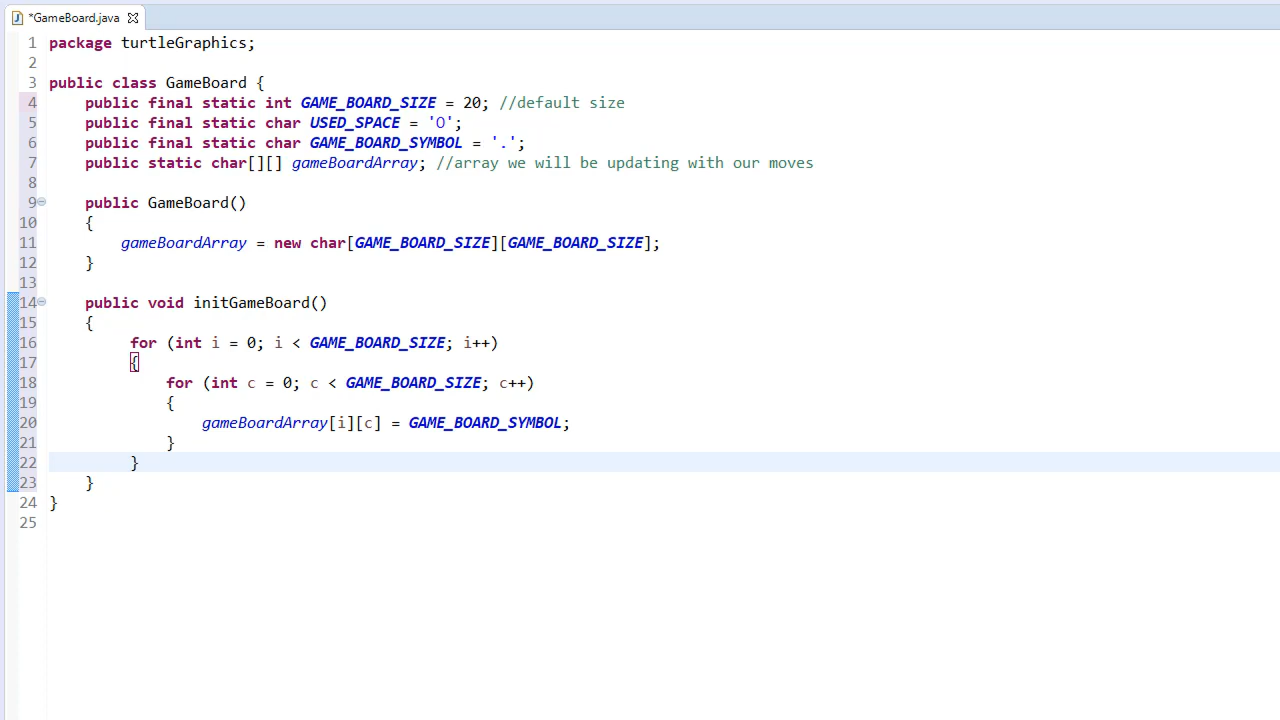 *GameBoard.java
1 package turtleGraphics;
2
3 public class GameBoard {
4 public final static int GAME_BOARD_SIZE = 20; //default size
5 public final static char USED_SPACE = 'O';
6 public final static char GAME_BOARD_SYMBOL = '.';
7 public static char[][] gameBoardArray; //array we will be updating with our moves
8
9 public GameBoard()
10 {
11 gameBoardArray = new char[GAME_BOARD_SIZE][GAME_BOARD_SIZE];
12 }
13
14 public void initGameBoard()
15 {
16 for (int i = 0; i < GAME_BOARD_SIZE; i++)
17 {
18 for (int c = 0; c < GAME_BOARD_SIZE; c++)
19 {
20 gameBoardArray[i][c] = GAME_BOARD_SYMBOL;
21 }
22 }
23 }
24 }
25